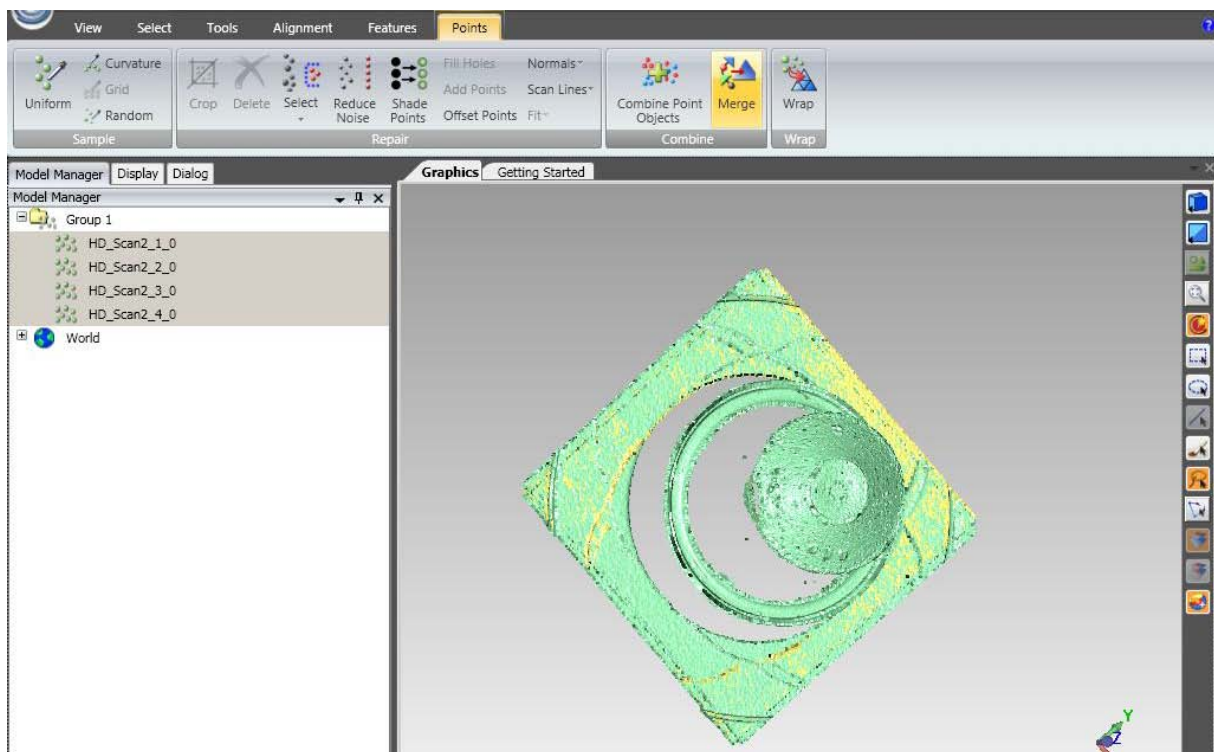 View Select Tools Alignment Features Points
?
Uniform
Curvature
Grid
Random
Sample
Crop
Delete
Select
Reduce Noise
Shade Points
Fill Holes
Add Points
Offset Points
Normals
Scan Lines
Fit
Repair
Combine Point Objects
Merge
Combine
Wrap
Wrap
Model Manager Display Dialog
Model Manager
Group 1
HD_Scan2_1_0
HD_Scan2_2_0
HD_Scan2_3_0
HD_Scan2_4_0
World
Graphics Getting Started
Y
Z